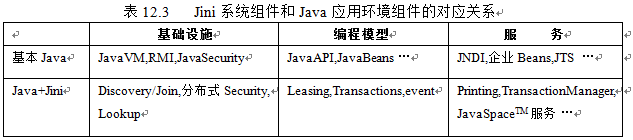 表 12.3 Jini 系统组件和 Java 应用环境组件的对应关系
基础设施 编程模型 服 务
基本 Java JavaVM,RMI,JavaSecurity JavaAPI,JavaBeans … JNDI,企业 Beans,JTS …
Java+Jini Discovery/Join,分布式 Security, Leasing,Transactions,event Printing,TransactionManager,
Lookup JavaSpace™ 服务 …